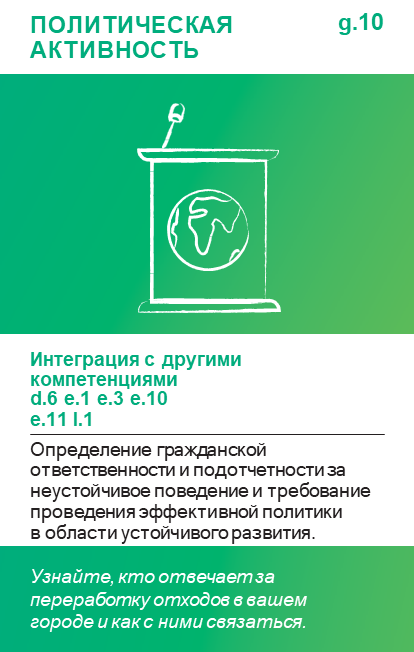 ПОЛИТИЧЕСКАЯ g.10
АКТИВНОСТЬ
Интеграция с другими
компетенциями
d.6 e.1 e.3 e.10
e.11 l.1
Определение гражданской
ответственности и подотчетности за
неустойчивое поведение и требование
проведения эффективной политики
в области устойчивого развития.
Узнайте, кто отвечает за
переработку отходов в вашем
городе и как с ними связаться.